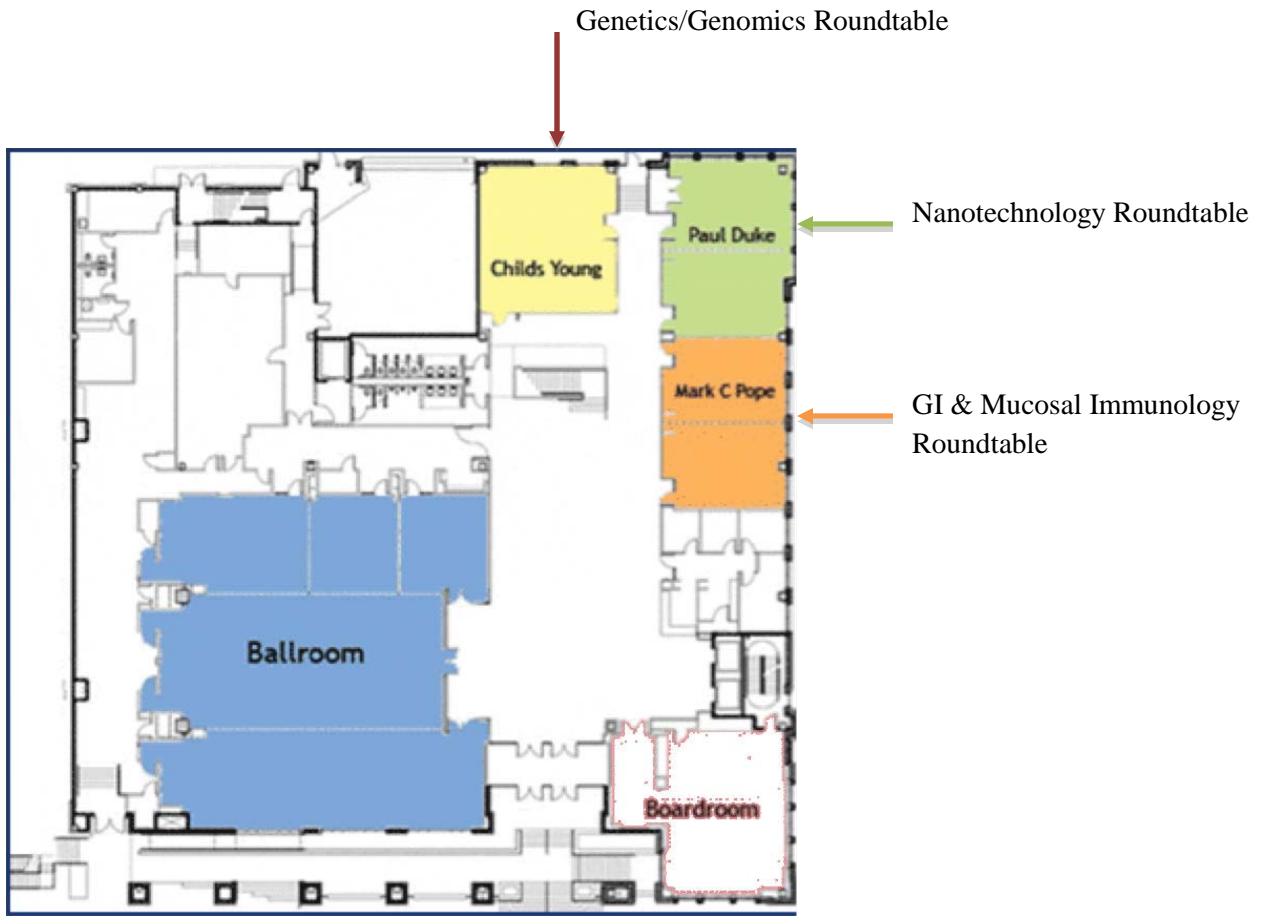 Genetics/Genomics Roundtable
Nanotechnology Roundtable
Paul Duke
Childs Young
Mark C Pope
GI & Mucosal Immunology
Roundtable
Ballroom
Boardroom